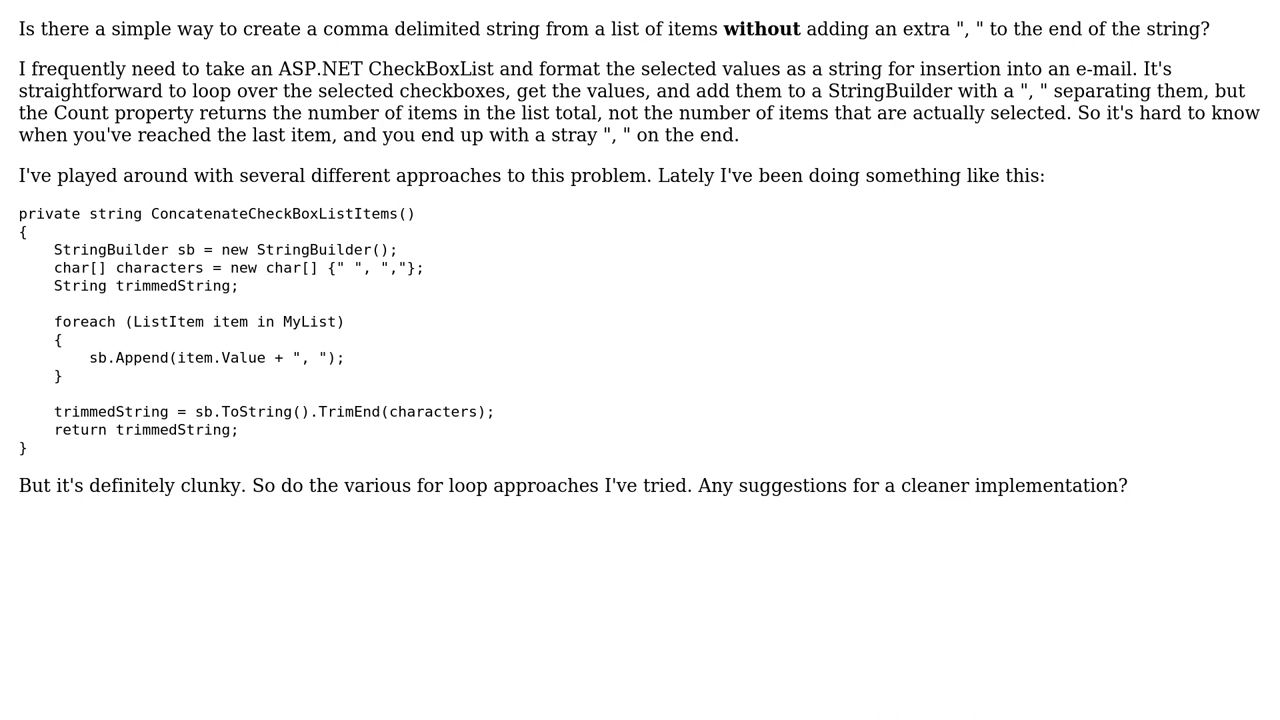 Is there a simple way to create a comma delimited string from a list of items without adding an extra ", " to the end of the string?
I frequently need to take an ASP.NET CheckBoxList and format the selected values as a string for insertion into an e-mail. It's
straightforward to loop over the selected checkboxes, get the values, and add them to a StringBuilder with a ", " separating them, but
the Count property returns the number of items in the list total, not the number of items that are actually selected. So it's hard to know
when you've reached the last item, and you end up with a stray ", " on the end.
I've played around with several different approaches to this problem. Lately I've been doing something like this:
private string ConcatenateCheckBoxListItems()
{
    StringBuilder sb = new StringBuilder();
    char[] characters = new char[] {" ", ","};
    String trimmedString;
    foreach (ListItem item in MyList)
    {
        sb.Append(item.Value + ", ");
    }
    trimmedString = sb.ToString().TrimEnd(characters);
    return trimmedString;
}
But it's definitely clunky. So do the various for loop approaches I've tried. Any suggestions for a cleaner implementation?